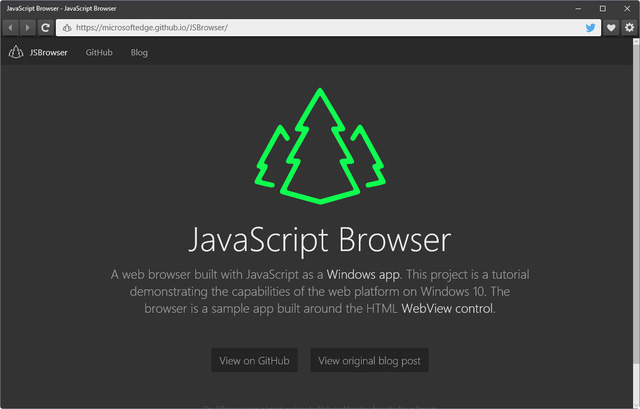 JavaScript Browser - JavaScript Browser
https://microsoftedge.github.io/JSBrowser/
JSBrowser GitHub Blog
JavaScript Browser
A web browser built with JavaScript as a Windows app. This project is a tutorial
demonstrating the capabilities of the web platform on Windows 10. The
browser is a sample app built around the HTML WebView control.
View on GitHub View original blog post